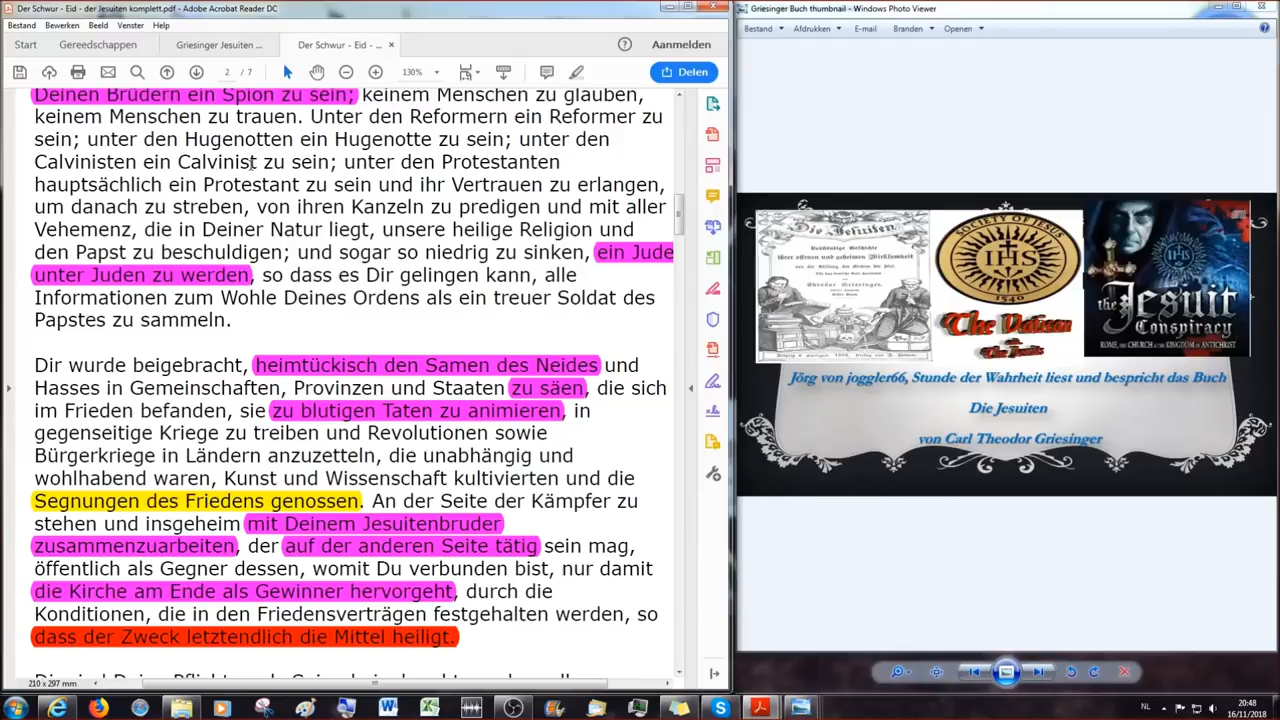 Der Schwur - Eid - der Jesuiten komplett.pdf - Adobe Acrobat Reader DC
Bestand Bewerken Beeld Venster Help
Start Gereedschappen Griesinger Jesuiten ... Der Schwur - Eid - ... × Aanmelden
2 / 7 130% Delen
Deinen Brüdern ein Spion zu sein; keinem Menschen zu glauben,
keinem Menschen zu trauen. Unter den Reformern ein Reformer zu
sein; unter den Hugenotten ein Hugenotte zu sein; unter den
Calvinisten ein Calvinist zu sein; unter den Protestanten
hauptsächlich ein Protestant zu sein und ihr Vertrauen zu erlangen,
um danach zu streben, von ihren Kanzeln zu predigen und mit aller
Vehemenz, die in Deiner Natur liegt, unsere heilige Religion und
den Papst zu beschuldigen; und sogar so niedrig zu sinken, ein Jude
unter Juden zu werden, so dass es Dir gelingen kann, alle
Informationen zum Wohle Deines Ordens als ein treuer Soldat des
Papstes zu sammeln.
Dir wurde beigebracht, heimtückisch den Samen des Neides und
Hasses in Gemeinschaften, Provinzen und Staaten zu säen, die sich
im Frieden befanden, sie zu blutigen Taten zu animieren, in
gegenseitige Kriege zu treiben und Revolutionen sowie
Bürgerkriege in Ländern anzuzetteln, die unabhängig und
wohlhabend waren, Kunst und Wissenschaft kultivierten und die
Segnungen des Friedens genossen. An der Seite der Kämpfer zu
stehen und insgeheim mit Deinem Jesuitenbruder
zusammenzuarbeiten, der auf der anderen Seite tätig sein mag,
öffentlich als Gegner dessen, womit Du verbunden bist, nur damit
die Kirche am Ende als Gewinner hervorgeht, durch die
Konditionen, die in den Friedensverträgen festgehalten werden, so
dass der Zweck letztendlich die Mittel heiligt.
210 x 297 mm
Griesinger Buch thumbnail - Windows Photo Viewer
Bestand Afdrukken E-mail Branden Openen
Die Jesuiten
SOCIETY OF JESUS
IHS
1540
The Vatican
IHS
the Jesuit
Conspiracy
ROME, THE CHURCH & THE KINGDOM OF ANTICHRIST
Jörg von joggler66, Stunde der Wahrheit liest und bespricht das Buch
Die Jesuiten
von Carl Theodor Griesinger
NL 20:48
16/11/2018